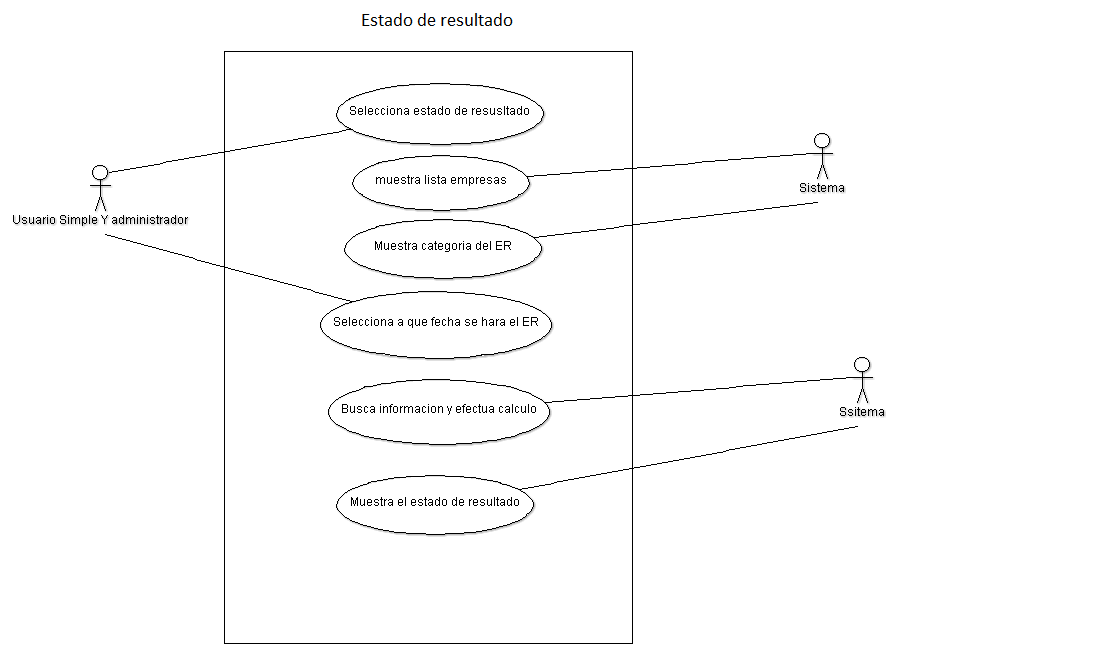 Estado de resultado
Selecciona estado de resusltado
muestra lista empresas
Sistema
Usuario Simple Y administrador
Muestra categoria del ER
Selecciona a que fecha se hara el ER
Busca informacion y efectua calculo
Ssitema
Muestra el estado de resultado